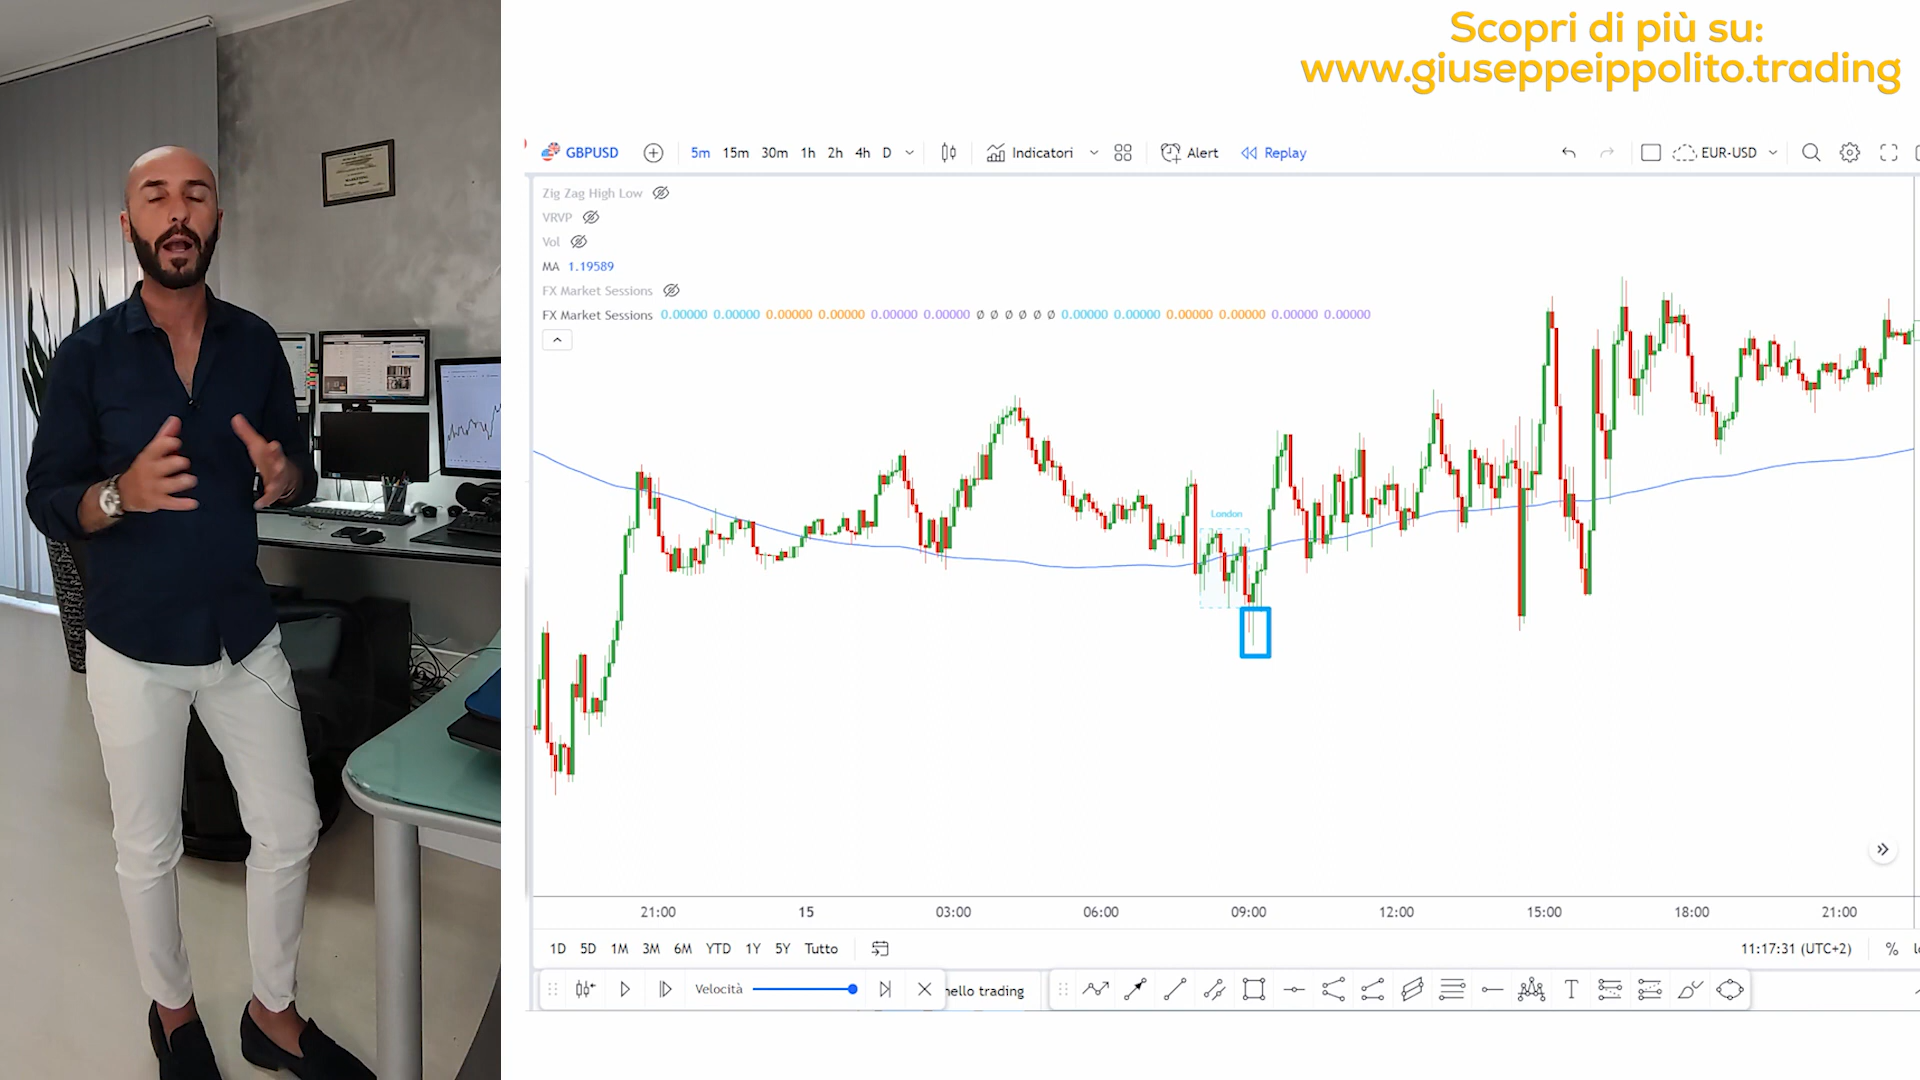 Scopri di più su:
www.giuseppeippolito.trading
GBPUSD 5m 15m 30m 1h 2h 4h D Indicatori Alert Replay EUR-USD
Zig Zag High Low
VRVP
Vol
MA 1.19589
FX Market Sessions
FX Market Sessions 0.00000 0.00000 0.00000 0.00000 0.00000 0.00000 ∅ ∅ ∅ ∅ ∅ ∅ 0.00000 0.00000 0.00000 0.00000 0.00000 0.00000
London
21:00 15 03:00 06:00 09:00 12:00 15:00 18:00 21:00
1D 5D 1M 3M 6M YTD 1Y 5Y Tutto 11:17:31 (UTC+2) %
Velocità trading T